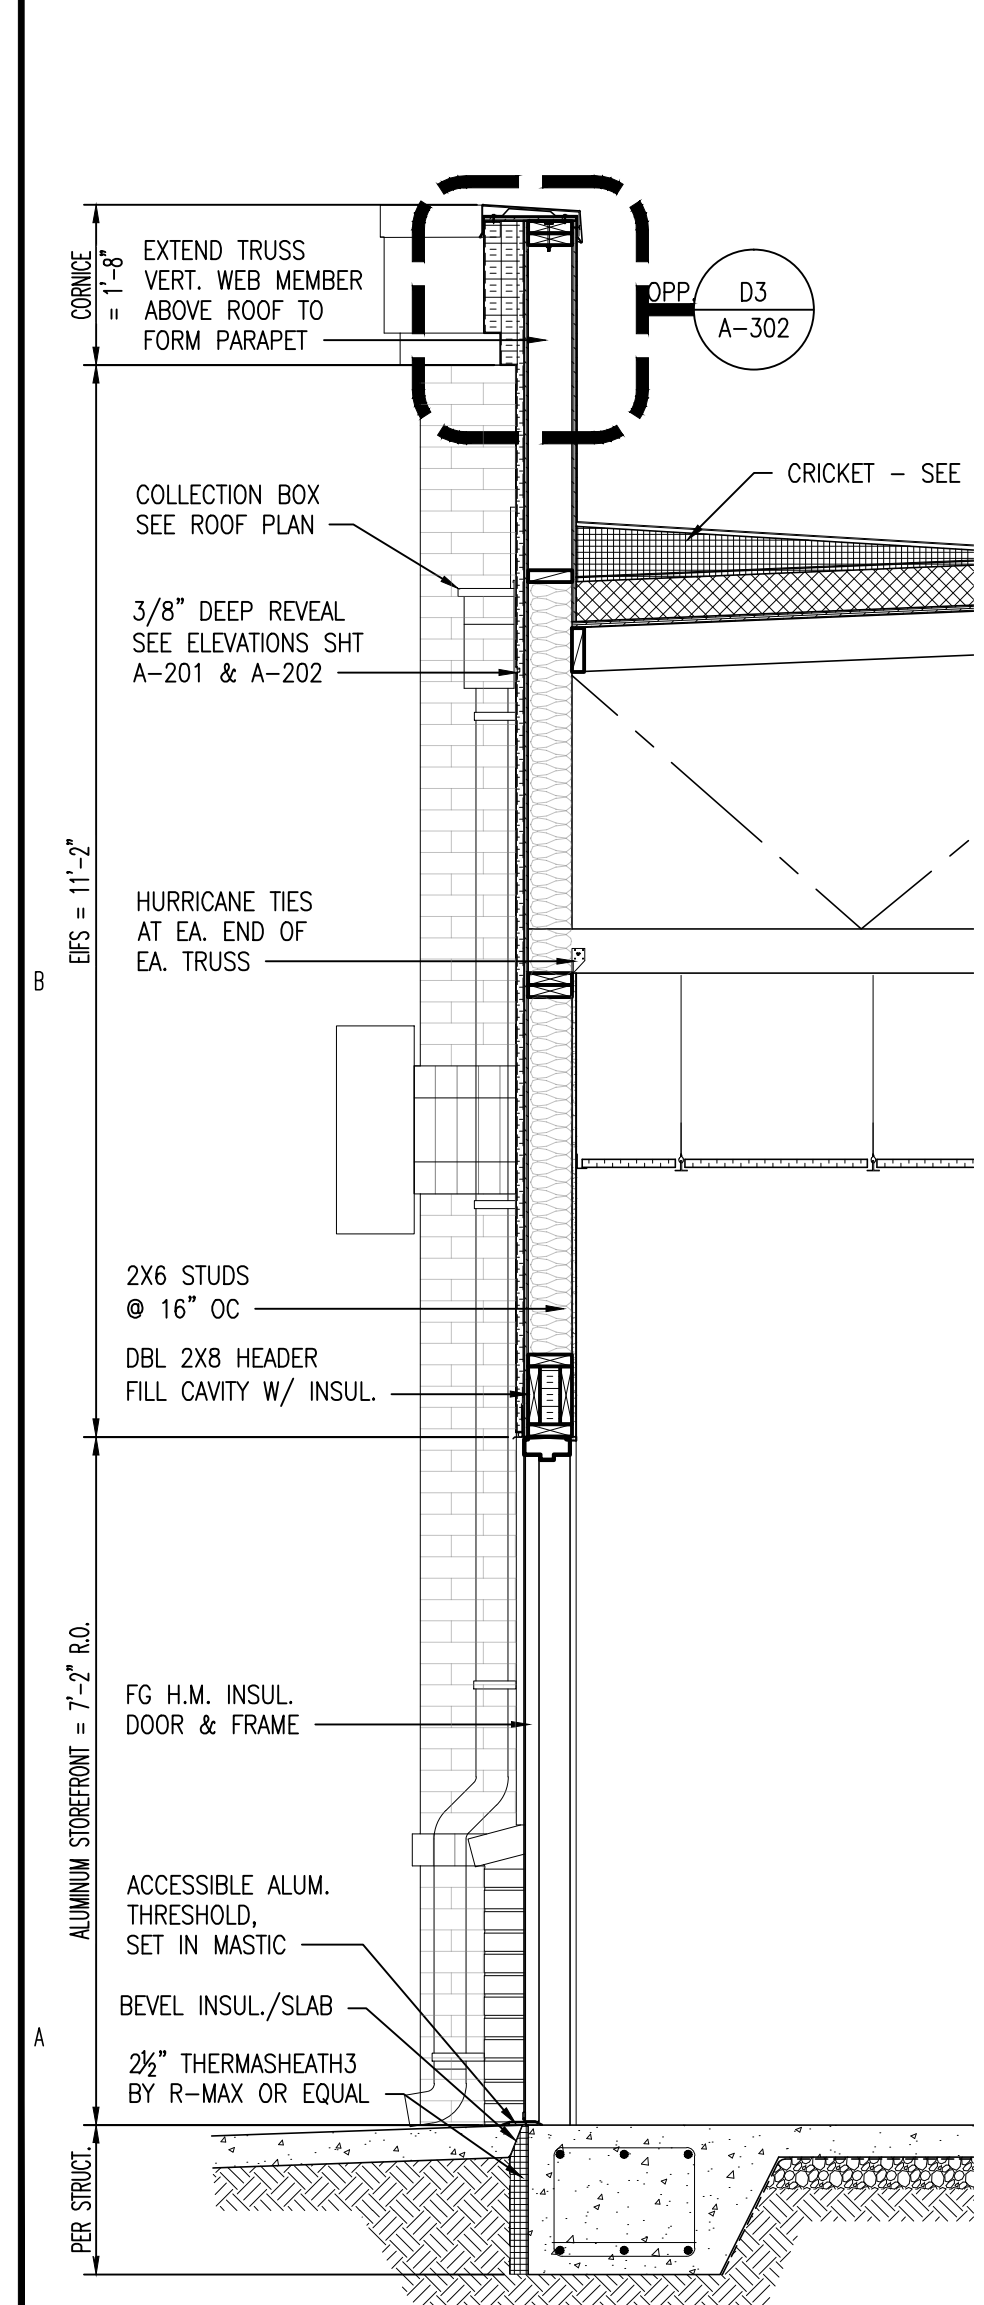 CORNICE
= 1'-8"
EXTEND TRUSS
VERT. WEB MEMBER
ABOVE ROOF TO
FORM PARAPET
OPP.
D3
A-302
CRICKET - SEE
COLLECTION BOX
SEE ROOF PLAN
3/8" DEEP REVEAL
SEE ELEVATIONS SHT
A-201 & A-202
EIFS = 11'-2"
HURRICANE TIES
AT EA. END OF
EA. TRUSS
B
2X6 STUDS
@ 16" OC
DBL 2X8 HEADER
FILL CAVITY W/ INSUL.
ALUMINUM STOREFRONT = 7'-2" R.O.
FG H.M. INSUL.
DOOR & FRAME
ACCESSIBLE ALUM.
THRESHOLD,
SET IN MASTIC
BEVEL INSUL./SLAB
A
2½" THERMASHEATH3
BY R-MAX OR EQUAL
PER STRUCT.